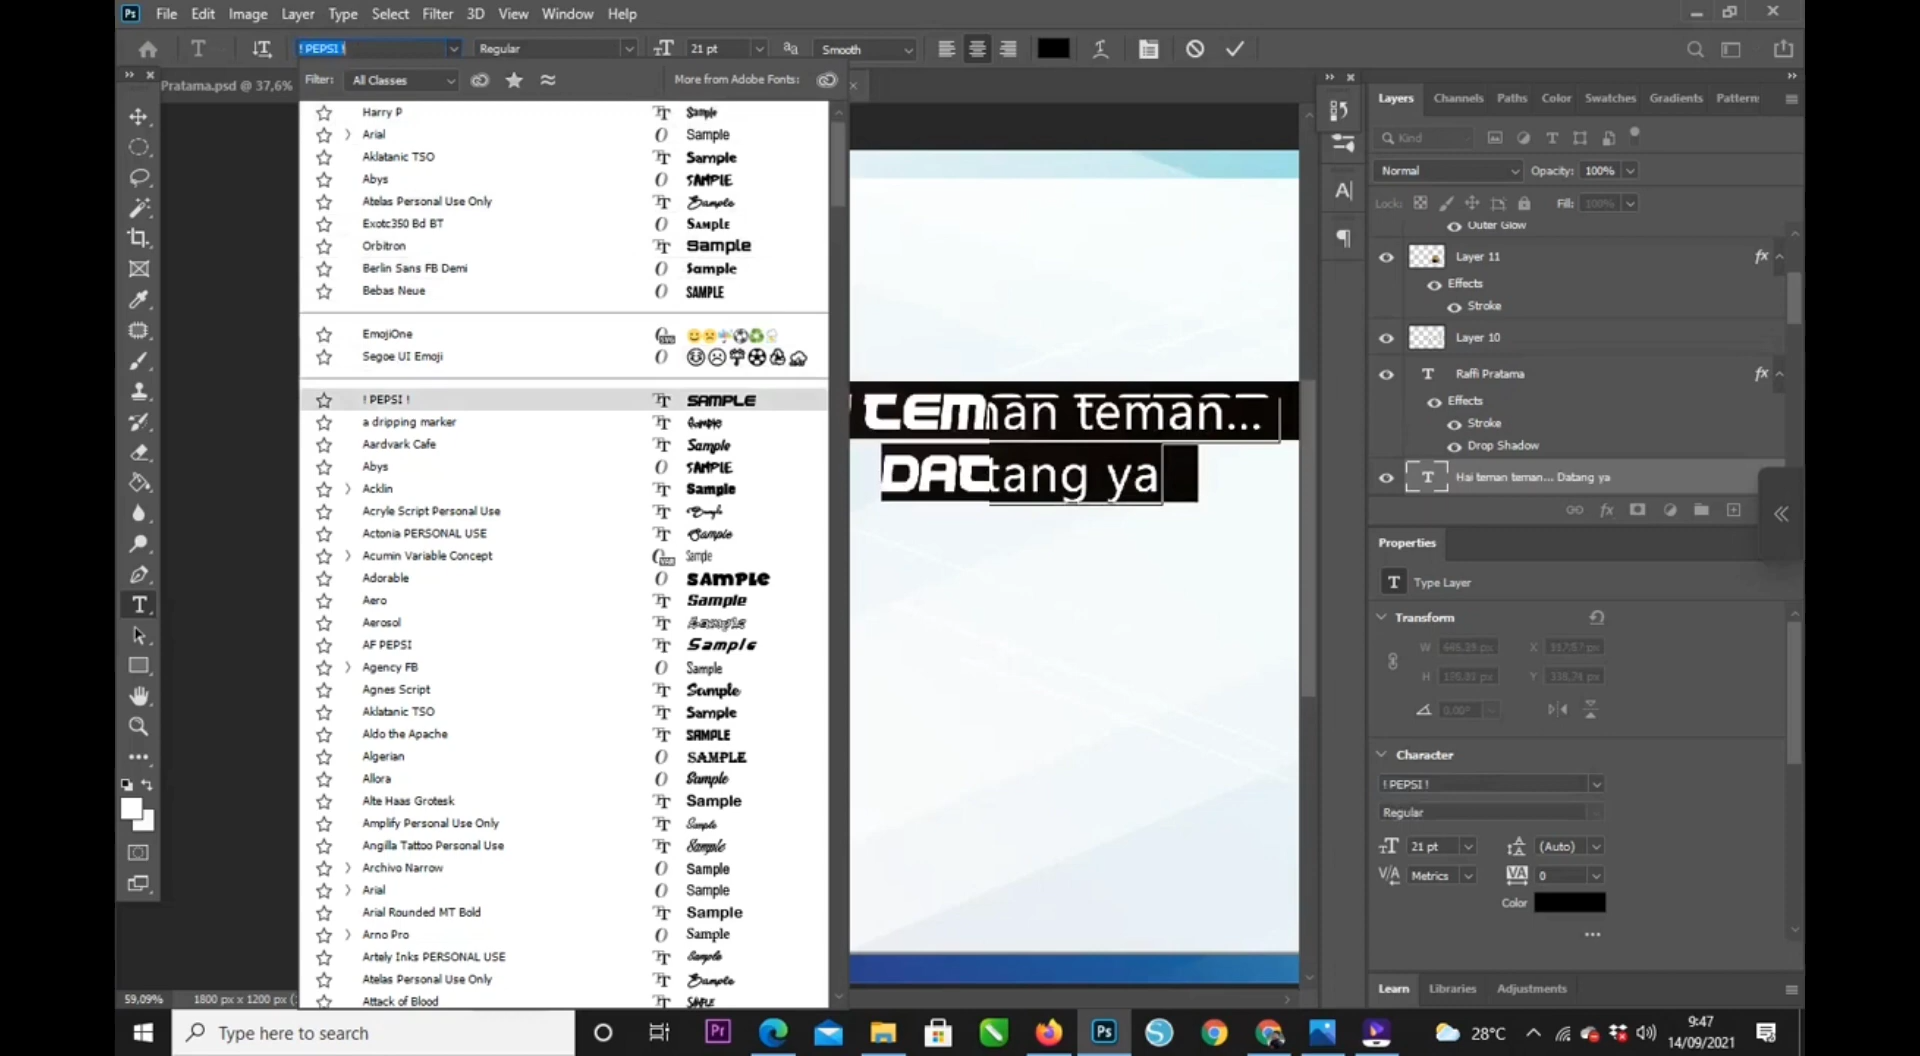 Ps File Edit Image Layer Type Select Filter 3D View Window Help
! PEPSI ! Regular 21 pt Smooth
Pratama.psd @ 37,6%
Filter: All Classes More from Adobe Fonts:
Harry P Sample
Arial Sample
Aklatanic TSO Sample
Abys SAMPLE
Atelas Personal Use Only Sample
Exotc350 Bd BT Sample
Orbitron Sample
Berlin Sans FB Demi Sample
Bebas Neue SAMPLE
EmojiOne
Segoe UI Emoji
! PEPSI ! SAMPLE
a dripping marker Sample
Aardvark Cafe Sample
Abys SAMPLE
Acklin Sample
Acryle Script Personal Use Sample
Actonia PERSONAL USE Sample
Acumin Variable Concept Sample
Adorable SAMPLE
Aero Sample
Aerosol Sample
AF PEPSI Sample
Agency FB Sample
Agnes Script Sample
Aklatanic TSO Sample
Aldo the Apache SAMPLE
Algerian SAMPLE
Allora Sample
Alte Haas Grotesk Sample
Amplify Personal Use Only Sample
Angilla Tattoo Personal Use Sample
Archivo Narrow Sample
Arial Sample
Arial Rounded MT Bold Sample
Arno Pro Sample
Artely Inks PERSONAL USE Sample
Atelas Personal Use Only Sample
Attack of Blood
TEMman teman...
DATtang ya
Layers Channels Paths Color Swatches Gradients Pattern
Kind
Normal Opacity: 100%
Lock: Fill: 100%
Outer Glow
Layer 11 fx
Effects
Stroke
Layer 10
Raffi Pratama fx
Effects
Stroke
Drop Shadow
Hai teman teman... Datang ya
Properties
Type Layer
Transform
W X
H Y
0.00°
Character
! PEPSI !
Regular
21 pt (Auto)
Metrics 0
Color
Learn Libraries Adjustments
59,09% 1800 px x 1200 px
Type here to search
Pr Ps
28°C
9:47
14/09/2021